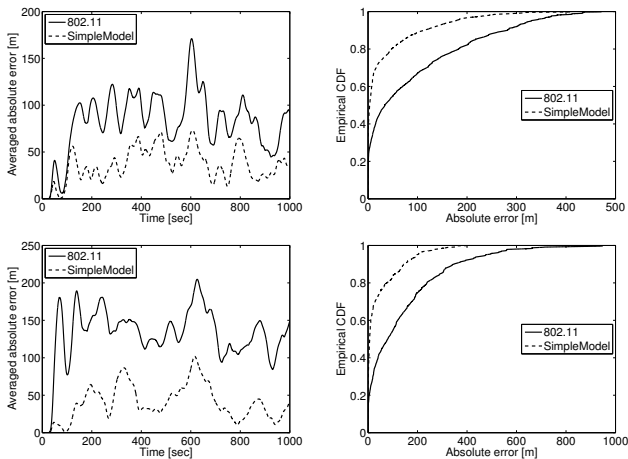 200
150
100
50
0
0 200 400 600 800 1000
Averaged absolute error [m]
Time [sec]
802.11
SimpleModel
1
0.8
0.6
0.4
0.2
0
0 100 200 300 400 500
Empirical CDF
Absolute error [m]
802.11
SimpleModel
250
200
150
100
50
0
0 200 400 600 800 1000
Averaged absolute error [m]
Time [sec]
802.11
SimpleModel
1
0.8
0.6
0.4
0.2
0
0 200 400 600 800 1000
Empirical CDF
Absolute error [m]
802.11
SimpleModel